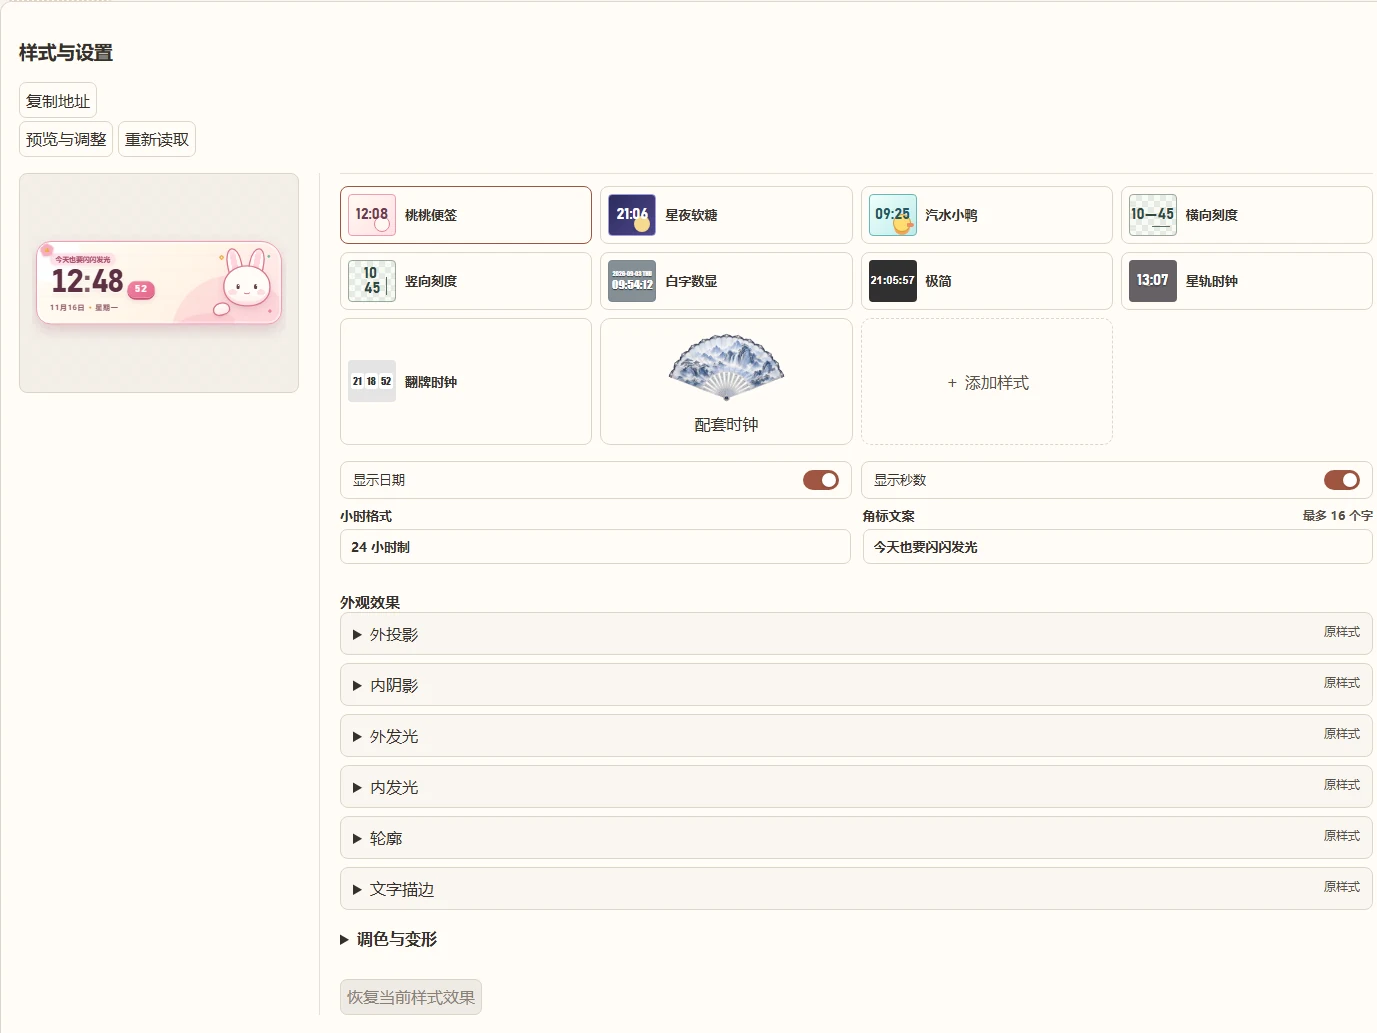 样式与设置
复制地址
预览与调整
重新读取
今天也要闪闪发光
12:48
52
11月16日 · 星期一
12:08
桃桃便签
21:06
星夜软糖
09:25
汽水小鸭
10—45
横向刻度
10
45
竖向刻度
09:54:12
白字数显
21:05:57
极简
13:07
星轨时钟
21 18 52
翻牌时钟
配套时钟
+ 添加样式
显示日期
显示秒数
小时格式
24 小时制
角标文案
最多 16 个字
今天也要闪闪发光
外观效果
外投影
原样式
内阴影
原样式
外发光
原样式
内发光
原样式
轮廓
原样式
文字描边
原样式
调色与变形
恢复当前样式效果